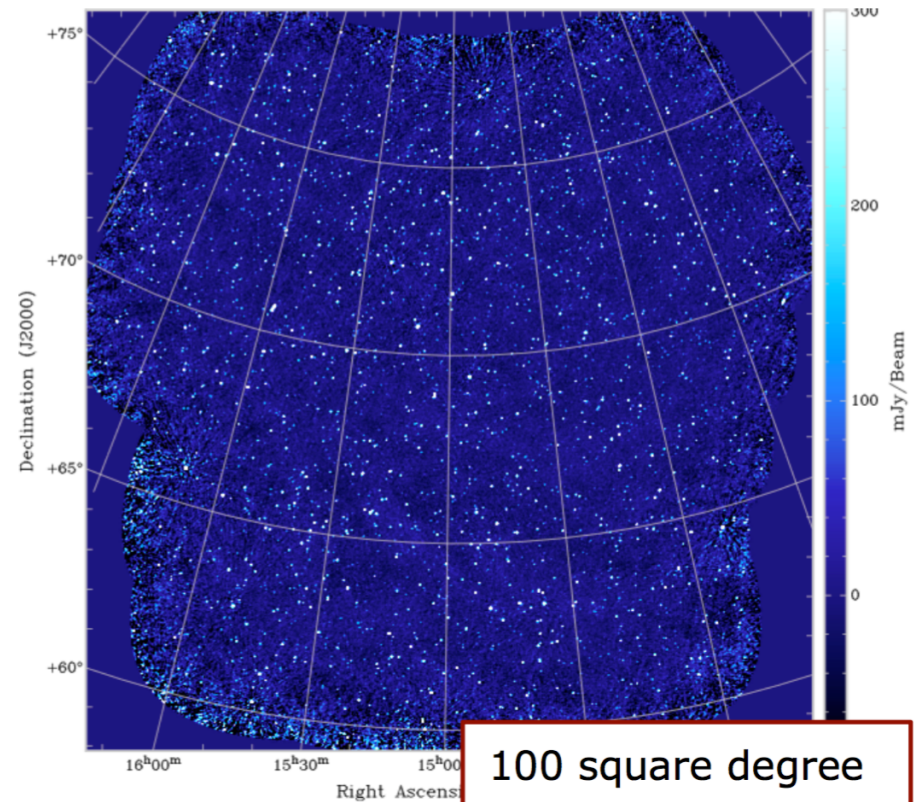 +75°
+70°
+65°
+60°
Declination (J2000)
16ʰ00ᵐ
15ʰ30ᵐ
15ʰ00
Right Ascens
300
200
100
0
mJy/Beam
100 square degree